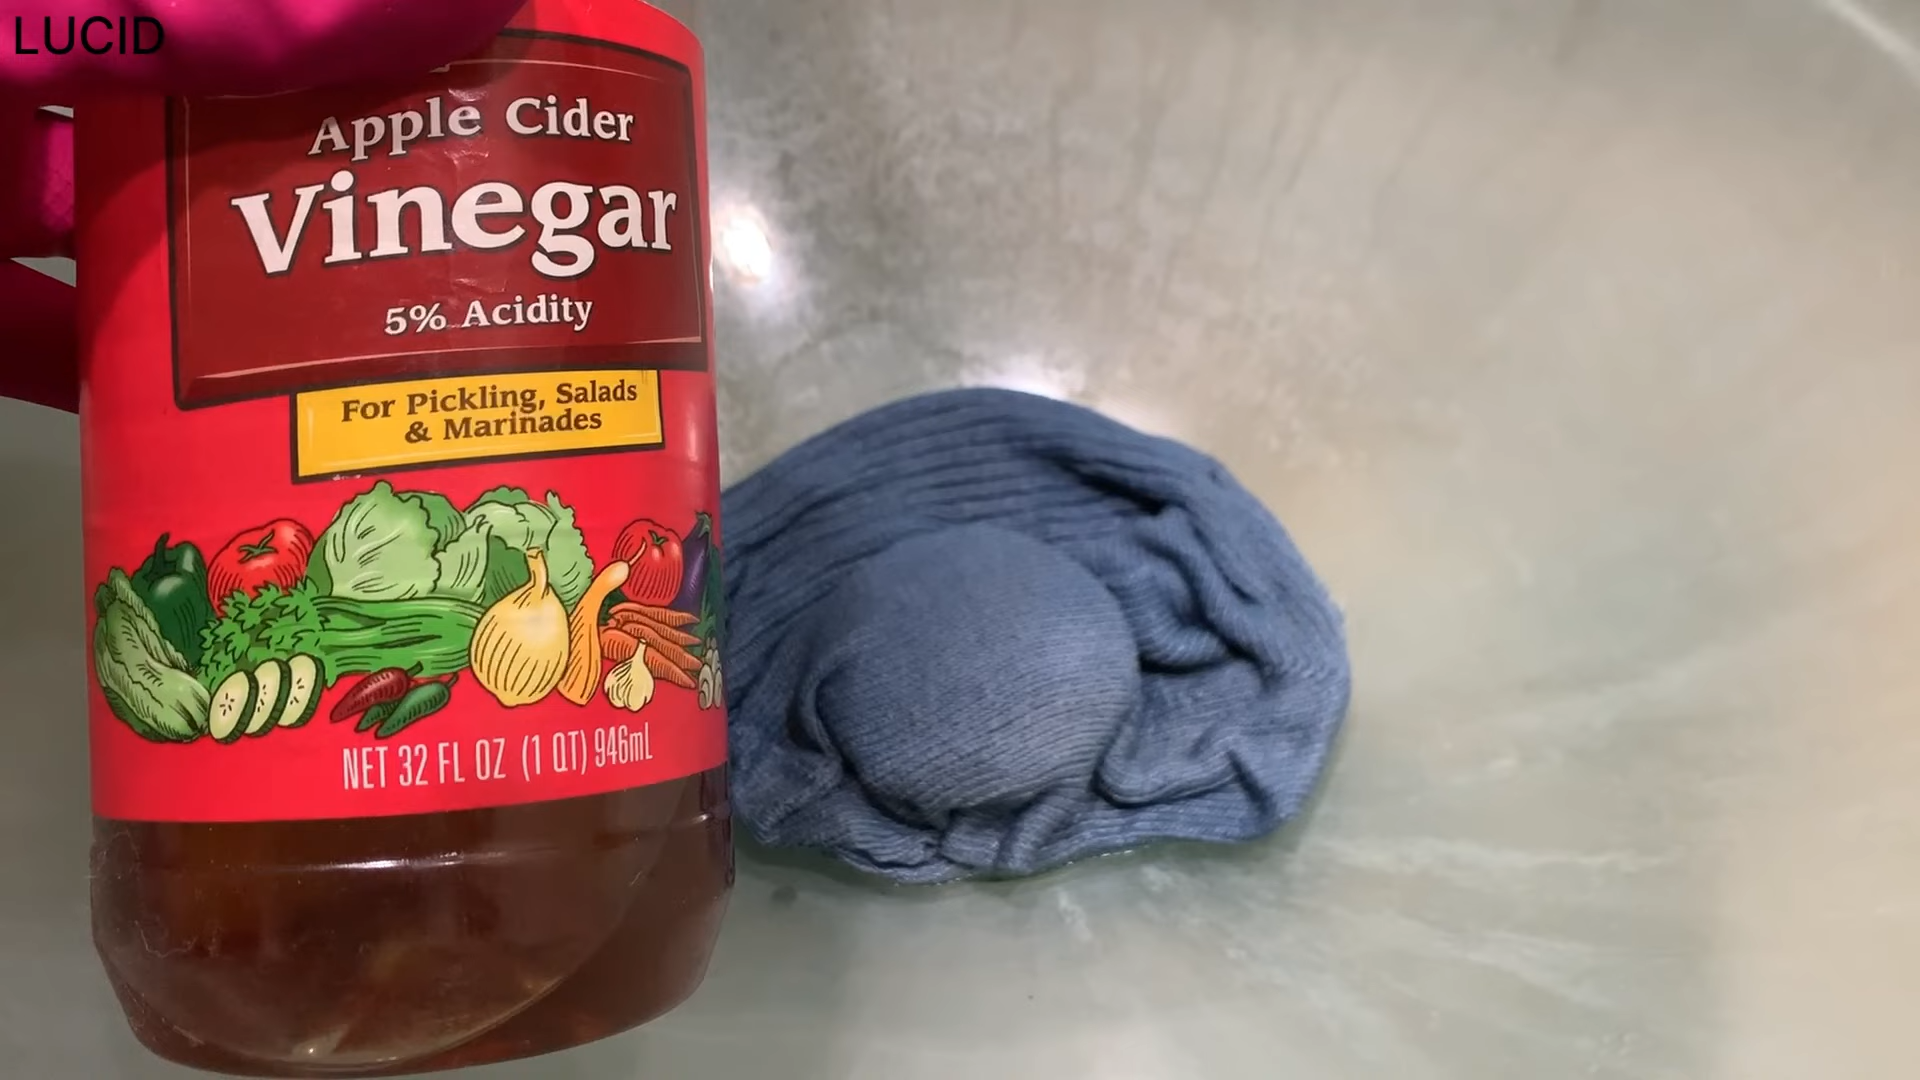 LUCID
Apple Cider
Vinegar
5% Acidity
For Pickling, Salads
& Marinades
NET 32 FL OZ (1 QT) 946mL